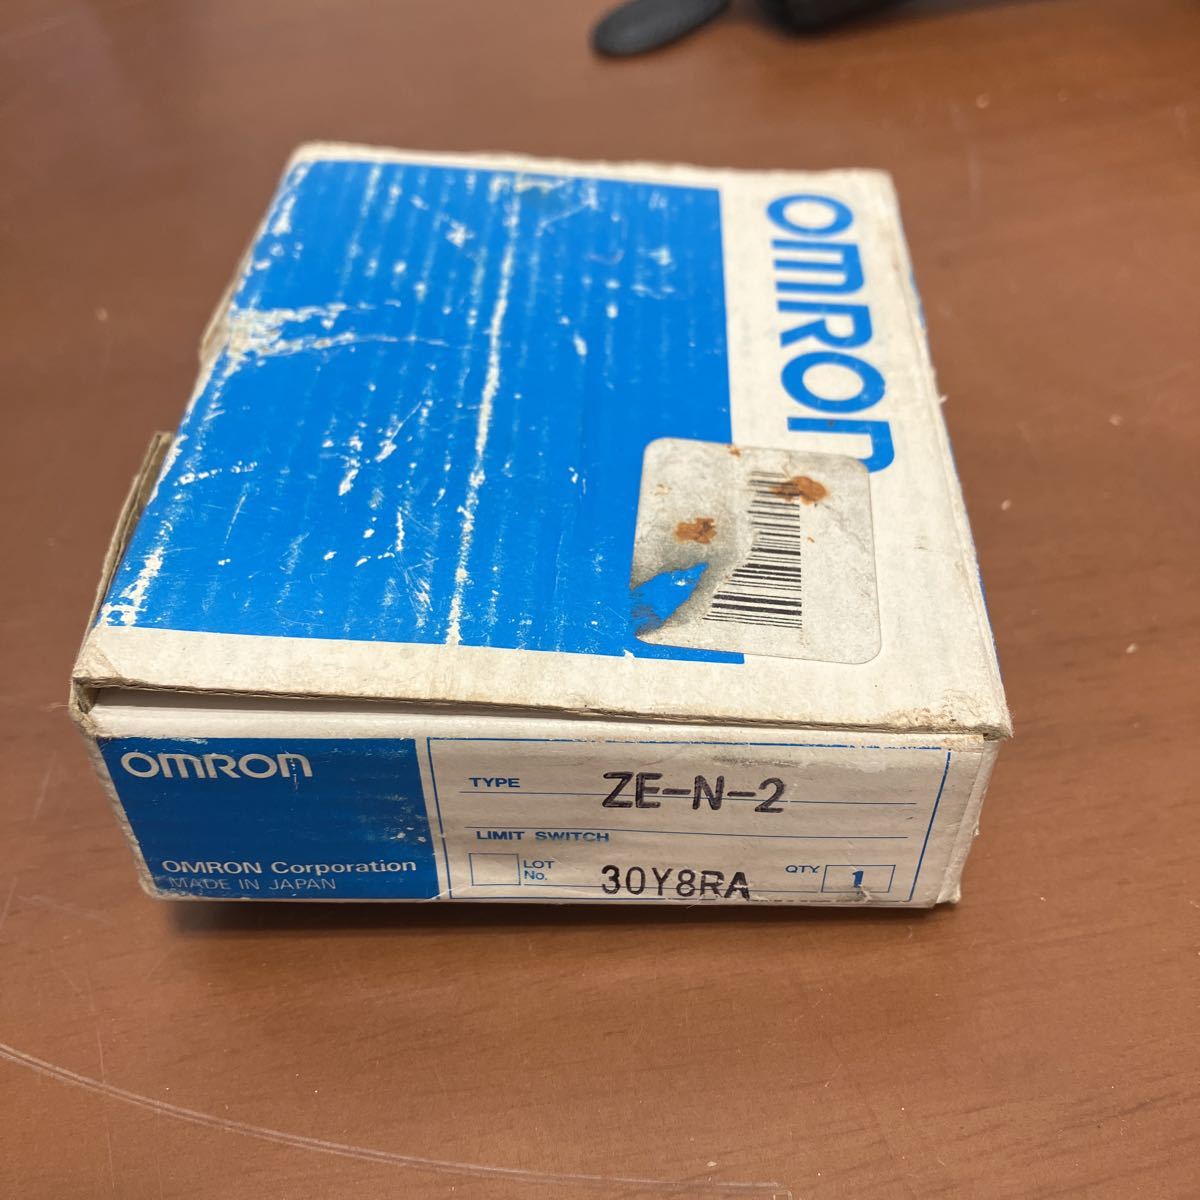 OMRON
OMRON
OMRON Corporation
MADE IN JAPAN
TYPE ZE-N-2
LIMIT SWITCH
LOT No. 30Y8RA QTY. 1